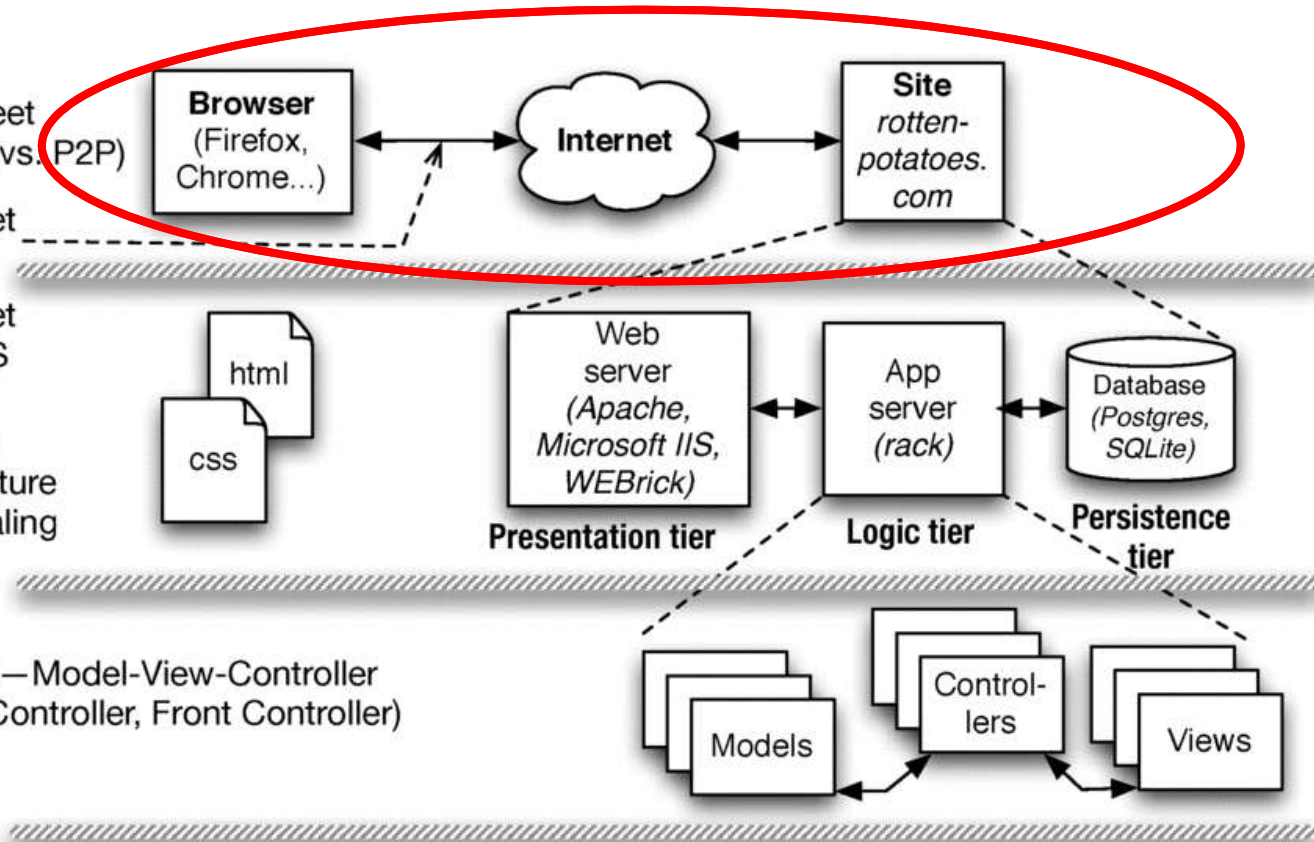 eet
vs. P2P)
et
Browser
(Firefox,
Chrome...)
Internet
Site
rotten-
potatoes.
com
et
S
ture
aling
html
css
Web
server
(Apache,
Microsoft IIS,
WEBrick)
Presentation tier
App
server
(rack)
Logic tier
Database
(Postgres,
SQLite)
Persistence
tier
—Model-View-Controller
Controller, Front Controller)
Models
Control-
lers
Views